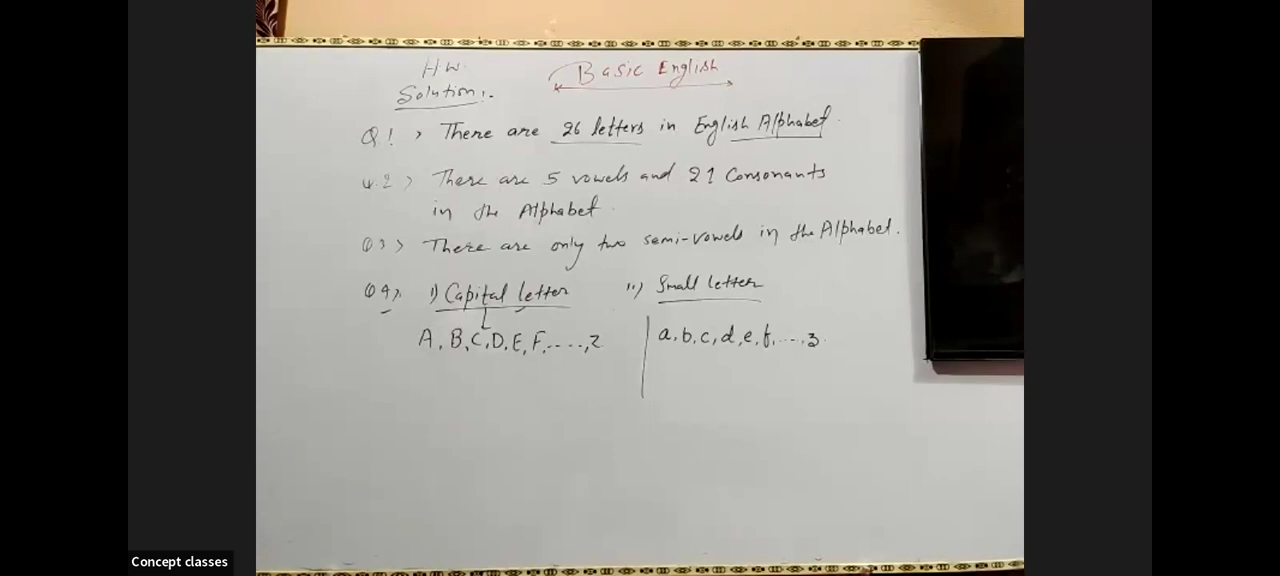 H W.
Basic English
Solution:.
Q1 > There are 26 letters in English Alphabet.
Q.2 > There are 5 vowels and 21 Consonants
in the Alphabet.
Q3 > There are only two semi-vowels in the Alphabet.
Q4 > i) Capital letter ii) Small letter
A, B, C, D, E, F, ....., Z a, b, c, d, e, f, ...., z.
Concept classes